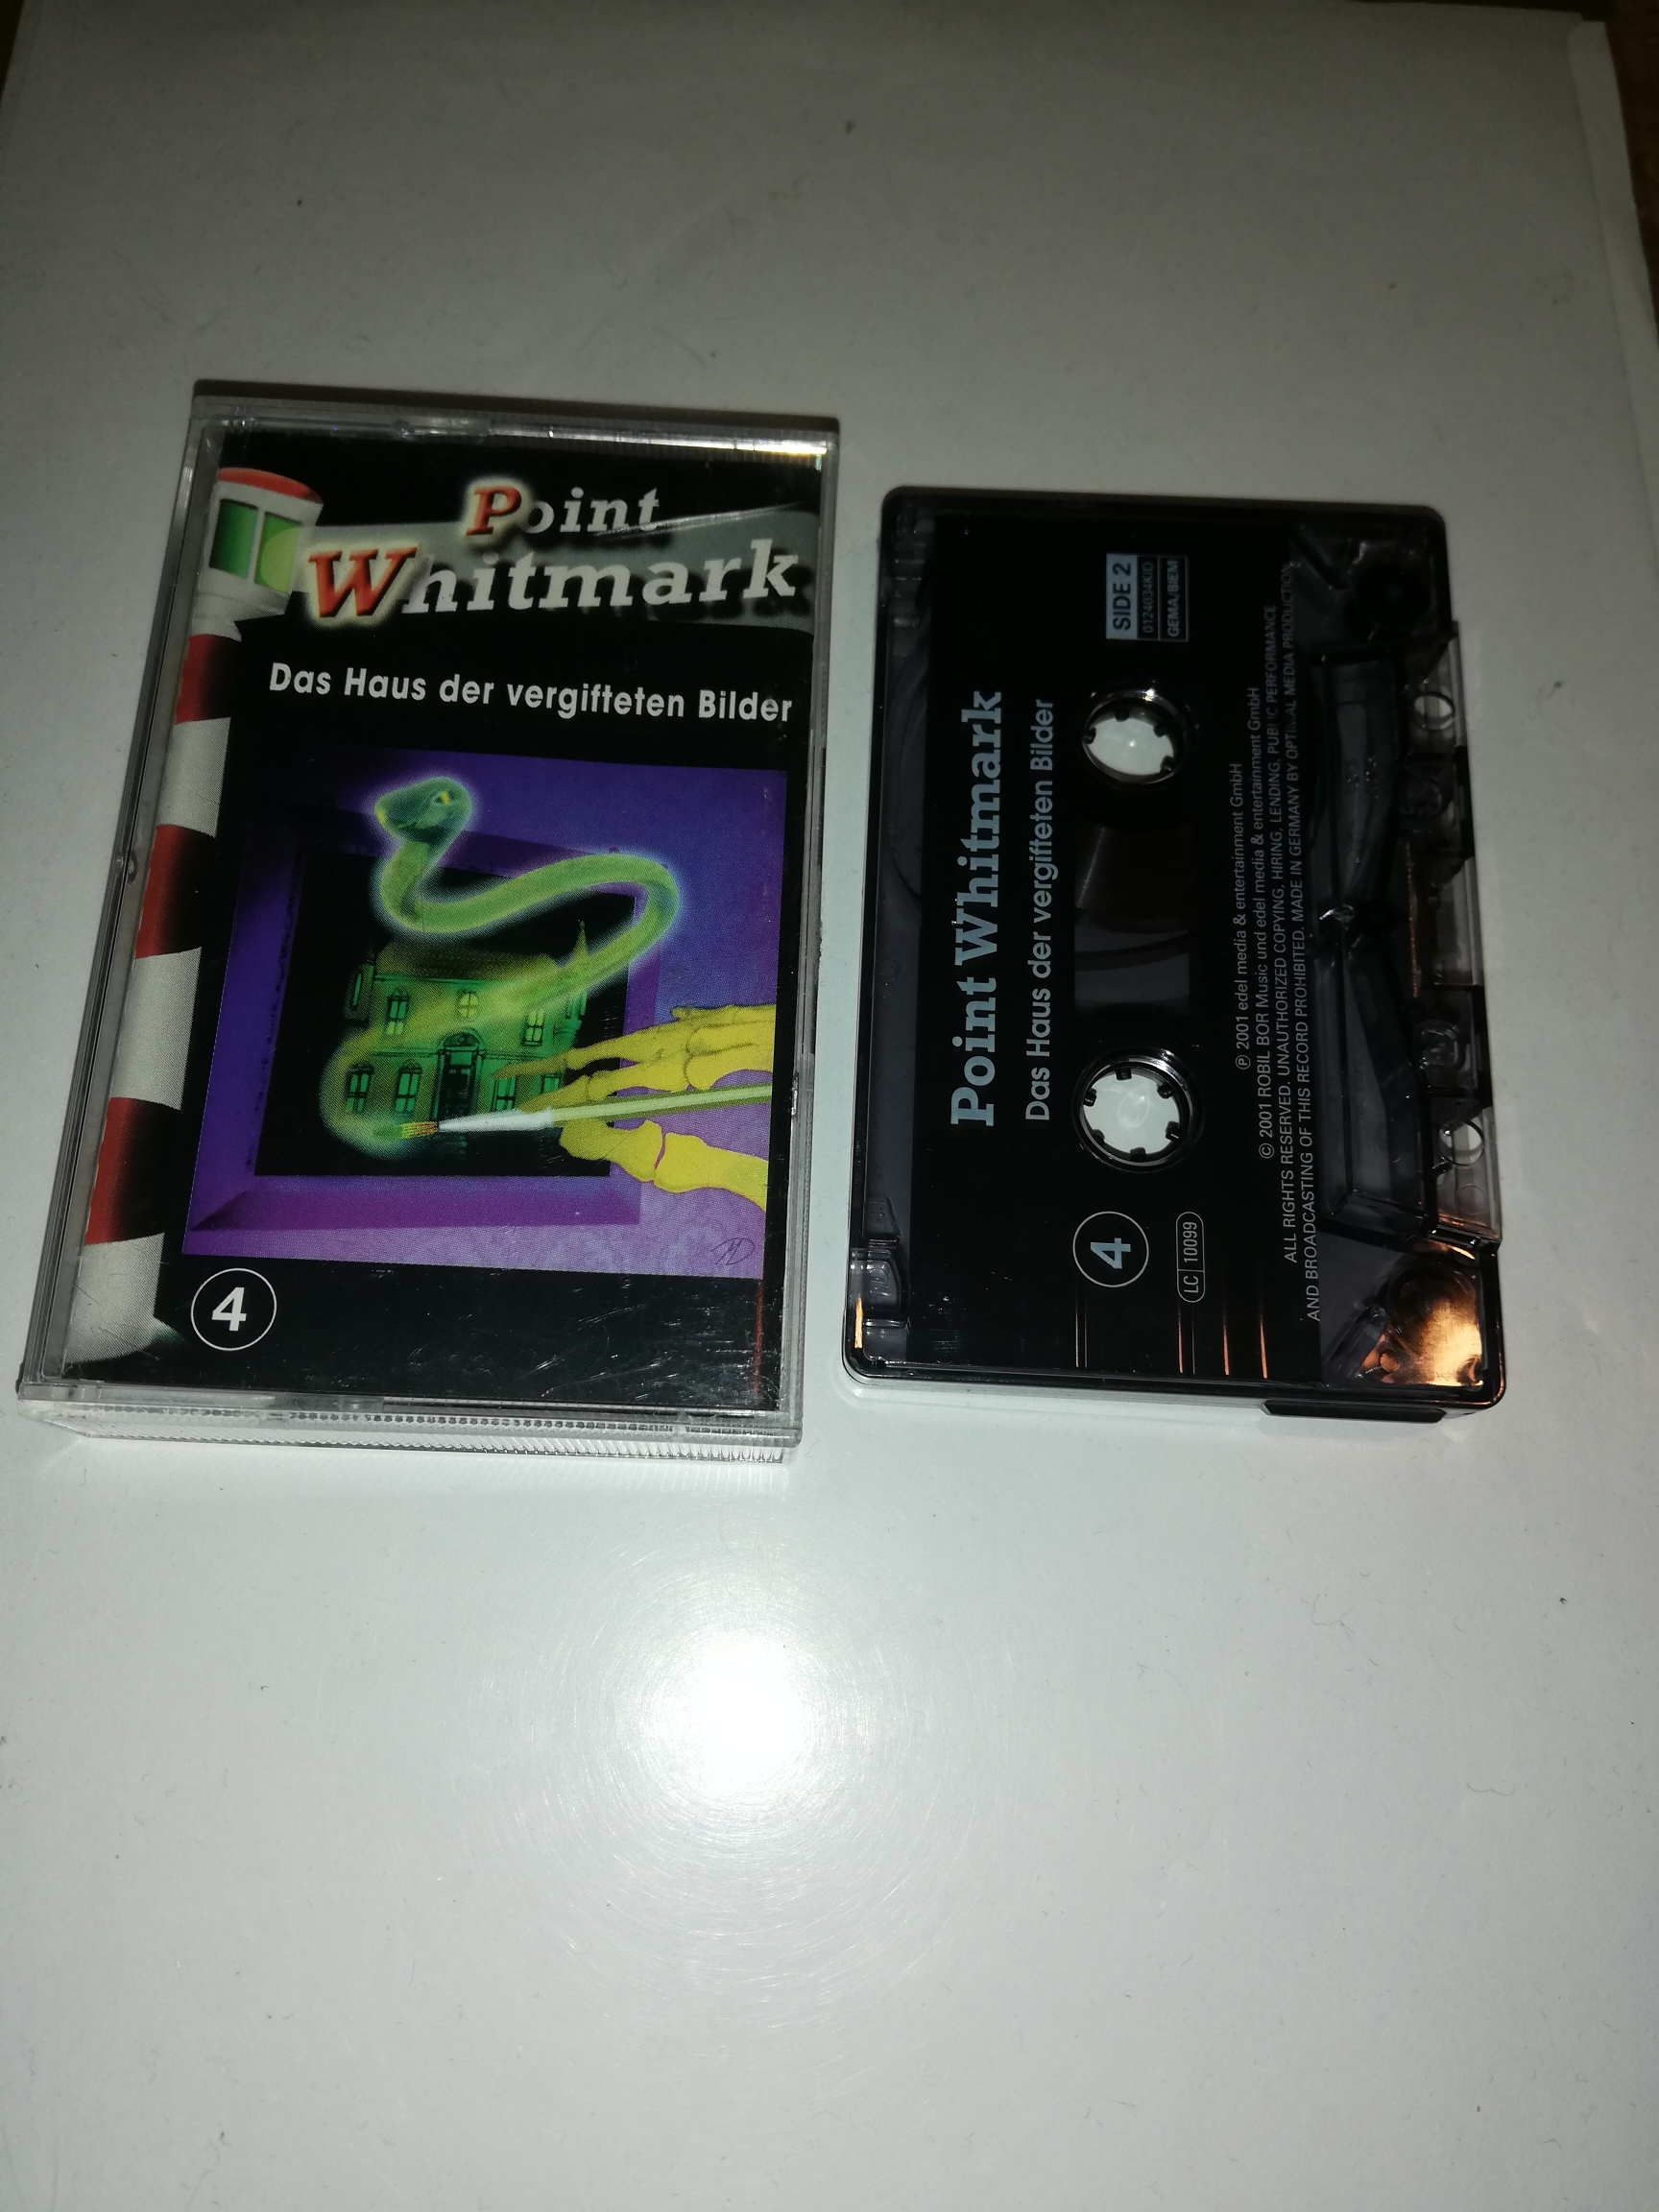 Point
Whitmark
Das Haus der vergifteten Bilder
4
Point Whitmark
Das Haus der vergifteten Bilder
SIDE 2
0124034KID
GEMA/BIEM
4
LC 10099
℗ 2001 edel media & entertainment GmbH
© 2001 ROBIL BOR Music und edel media & entertainment GmbH
ALL RIGHTS RESERVED. UNAUTHORIZED COPYING, HIRING, LENDING, PUBLIC PERFORMANCE
AND BROADCASTING OF THIS RECORD PROHIBITED. MADE IN GERMANY BY OPTIMAL MEDIA PRODUCTION